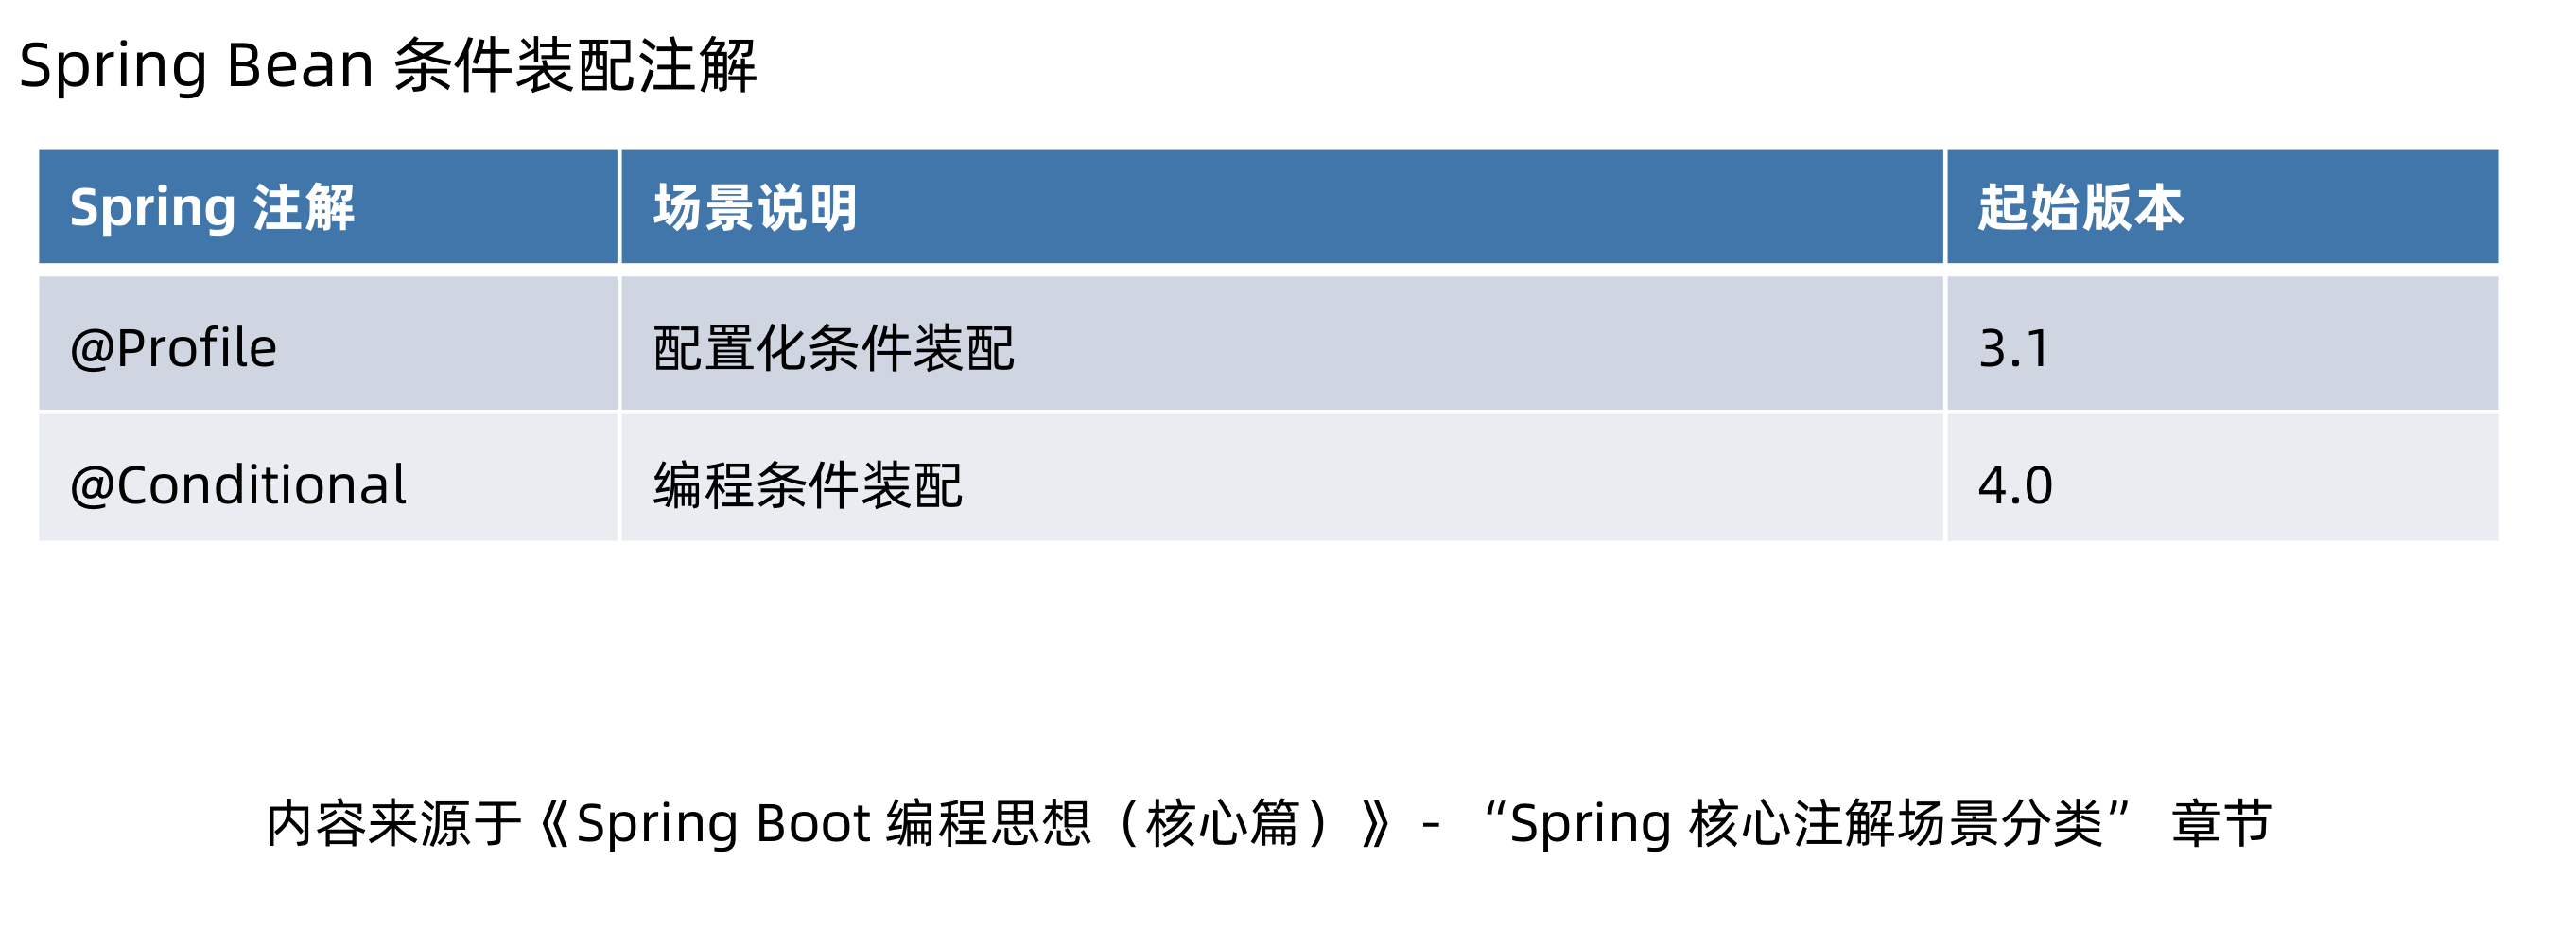 Spring Bean 条件装配注解
Spring 注解 场景说明 起始版本
@Profile 配置化条件装配 3.1
@Conditional 编程条件装配 4.0
内容来源于《Spring Boot 编程思想（核心篇）》 - “Spring 核心注解场景分类” 章节